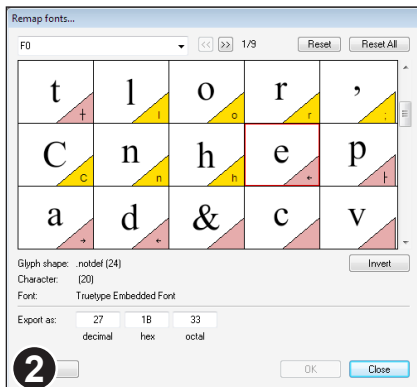 Remap fonts...
F0 << >> 1/9 Reset Reset All
t l o r ,
┼ l o r ;
C n h e p
C n h ← ├
a d & c v
→ ←
Glyph shape: .notdef (24) Invert
Character: (20)
Font: Truetype Embedded Font
Export as: 27 1B 33
decimal hex octal
2 OK Close